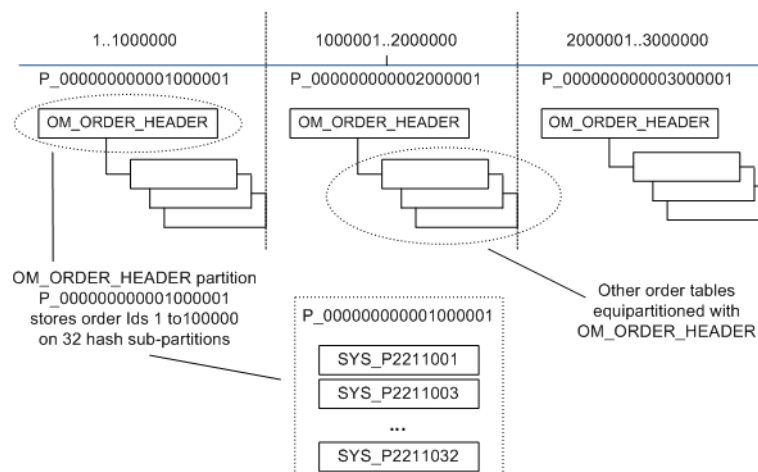 1..1000000
1000001..2000000
2000001..3000000
P_000000000001000001
P_000000000002000001
P_000000000003000001
OM_ORDER_HEADER
OM_ORDER_HEADER
OM_ORDER_HEADER
OM_ORDER_HEADER partition
P_000000000001000001
stores order Ids 1 to100000
on 32 hash sub-partitions
Other order tables
equipartitioned with
OM_ORDER_HEADER
P_000000000001000001
SYS_P2211001
SYS_P2211003
...
SYS_P2211032